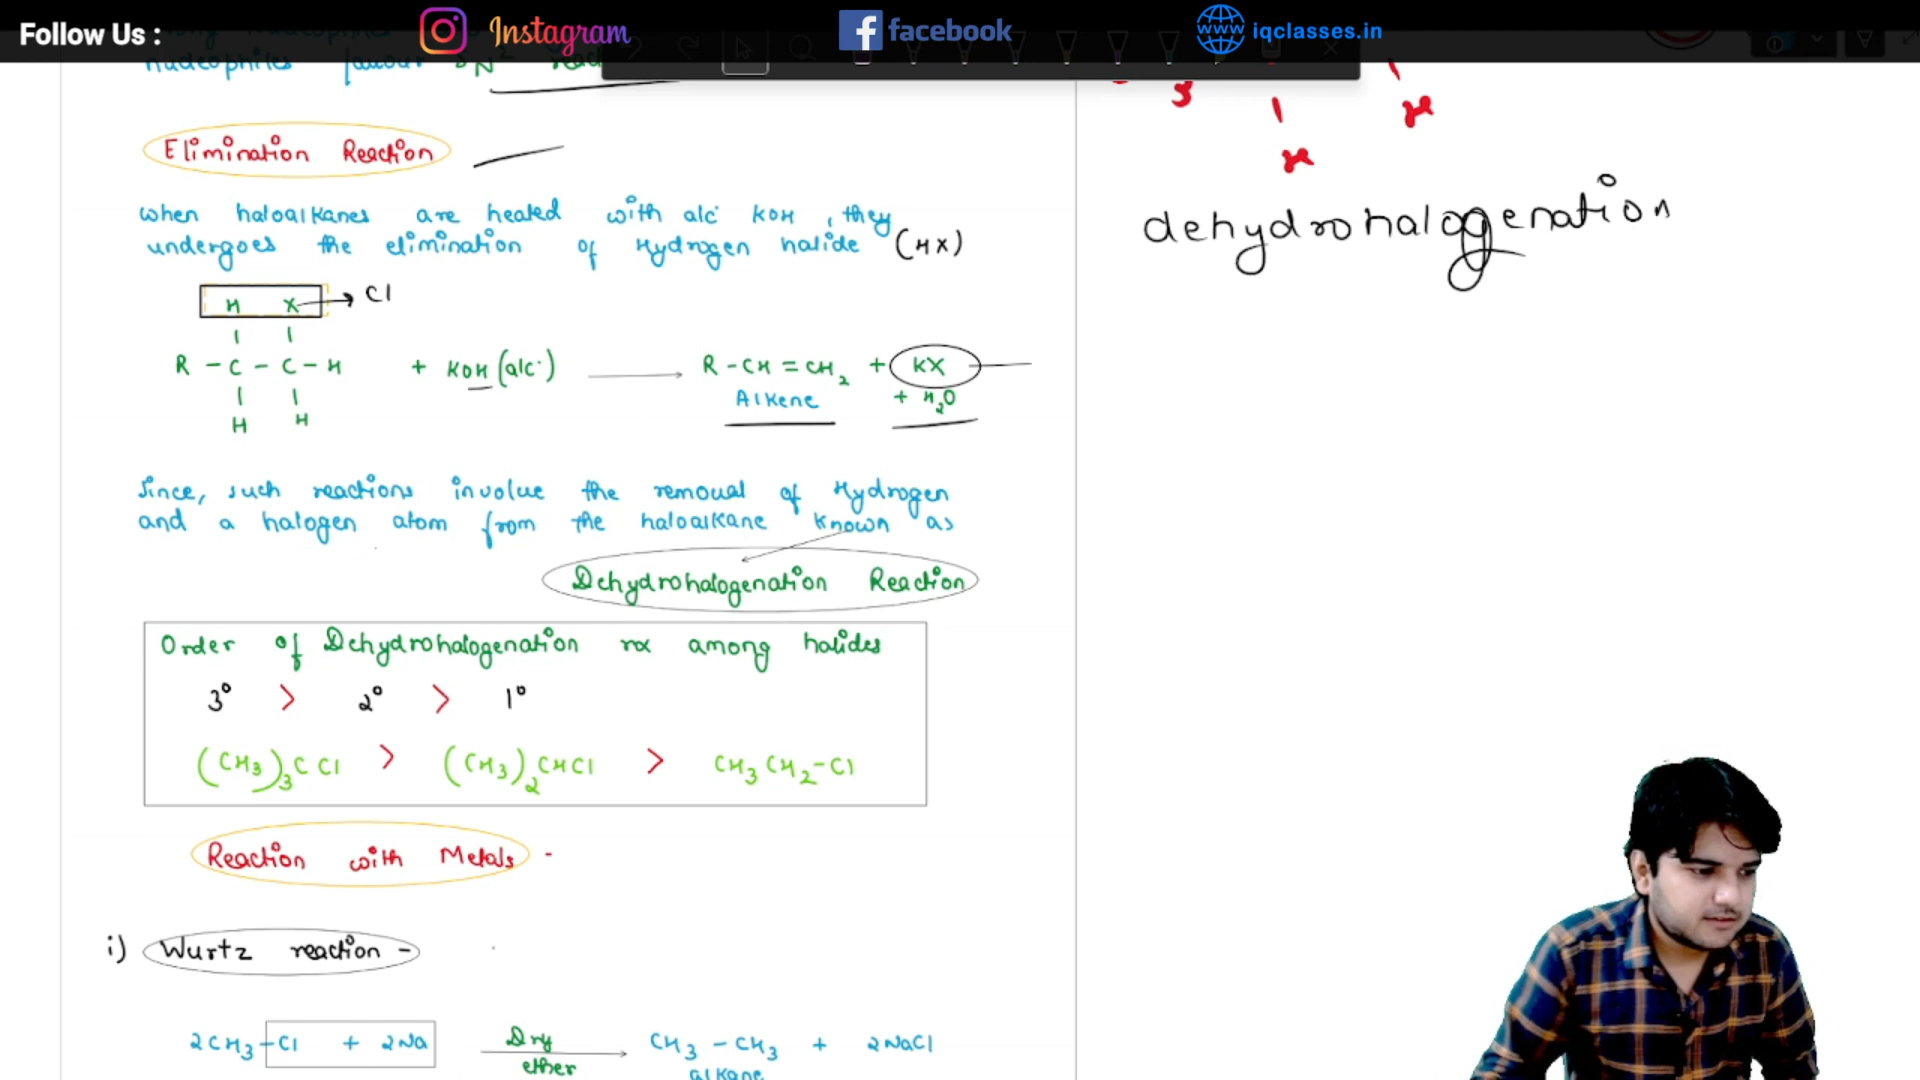 Follow Us :
Instagram
facebook
iqclasses.in
nucleophiles favour SN2
Elimination Reaction
when haloalkanes are heated with alc KOH, they
undergoes the elimination of Hydrogen halide (HX)
H X → Cl
R - C - C - H + KOH (alc.) → R - CH = CH2 + KX
H H
Alkene + H2O
Since, such reactions involve the removal of Hydrogen
and a halogen atom from the haloalkane known as
Dehydrohalogenation Reaction
Order of Dehydrohalogenation rx among halides
3° > 2° > 1°
(CH3)3C Cl > (CH3)2CHCl > CH3 CH2-Cl
Reaction with Metals -
i) Wurtz reaction -
2CH3-Cl + 2Na Dry ether → CH3 - CH3 + 2NaCl
alkane
dehydrohalogenation